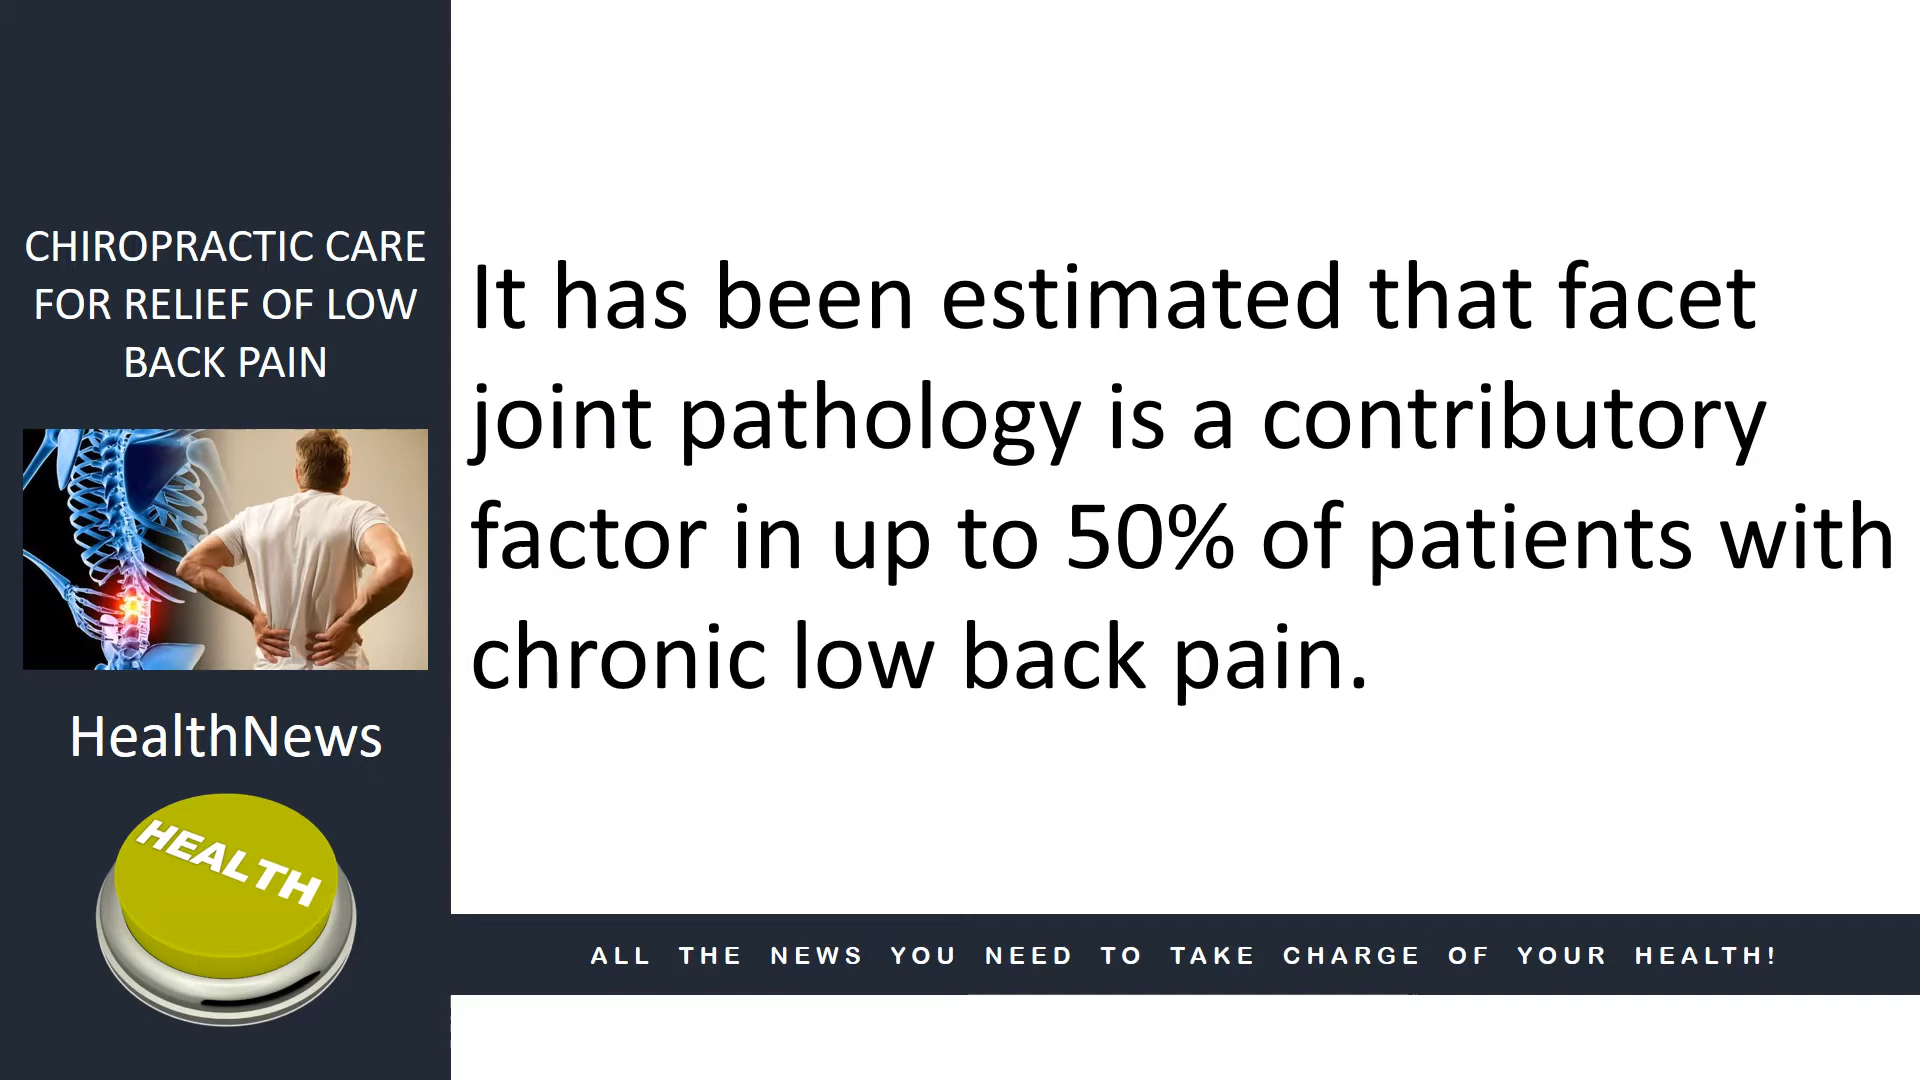 CHIROPRACTIC CARE
FOR RELIEF OF LOW
BACK PAIN
HealthNews
HEALTH
It has been estimated that facet
joint pathology is a contributory
factor in up to 50% of patients with
chronic low back pain.
ALL THE NEWS YOU NEED TO TAKE CHARGE OF YOUR HEALTH!